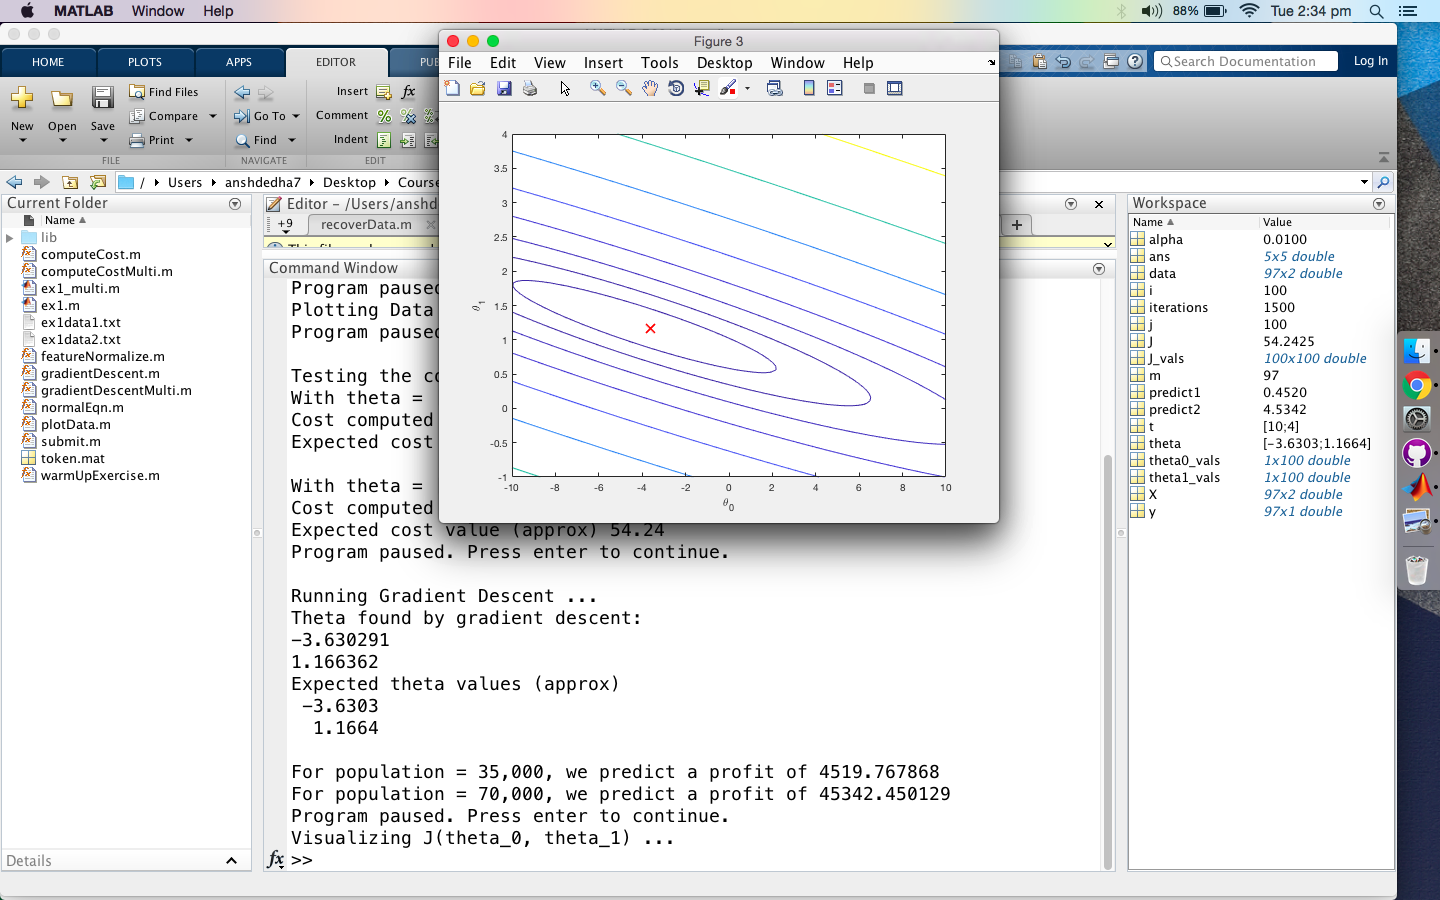 MATLAB Window Help
88% Tue 2:34 pm
Figure 3
File Edit View Insert Tools Desktop Window Help
HOME PLOTS APPS EDITOR
Search Documentation Log In
New Open Save
Find Files
Compare
Print
Go To
Find
Insert
Comment
Indent
FILE NAVIGATE EDIT
/ Users anshdedha7 Desktop
Current Folder
Name
lib
computeCost.m
computeCostMulti.m
ex1_multi.m
ex1.m
ex1data1.txt
ex1data2.txt
featureNormalize.m
gradientDescent.m
gradientDescentMulti.m
normalEqn.m
plotData.m
submit.m
token.mat
warmUpExercise.m
Details
Editor – /Users/
+9 recoverData.m
Command Window
Program paused
Plotting Data
Program paused
Testing the
With theta =
Cost computed
Expected cost
With theta =
Cost computed
Expected cost value (approx) 54.24
Program paused. Press enter to continue.
Running Gradient Descent ...
Theta found by gradient descent:
-3.630291
1.166362
Expected theta values (approx)
-3.6303
1.1664
For population = 35,000, we predict a profit of 4519.767868
For population = 70,000, we predict a profit of 45342.450129
Program paused. Press enter to continue.
Visualizing J(theta_0, theta_1) ...
fx >>
4
3.5
3
2.5
2
1.5
1
0.5
0
-0.5
-1
θ1
-10 -8 -6 -4 -2 0 2 4 6 8 10
θ0
Workspace
Name Value
alpha 0.0100
ans 5x5 double
data 97x2 double
i 100
iterations 1500
j 100
J 54.2425
J_vals 100x100 double
m 97
predict1 0.4520
predict2 4.5342
t [10;4]
theta [-3.6303;1.1664]
theta0_vals 1x100 double
theta1_vals 1x100 double
X 97x2 double
y 97x1 double